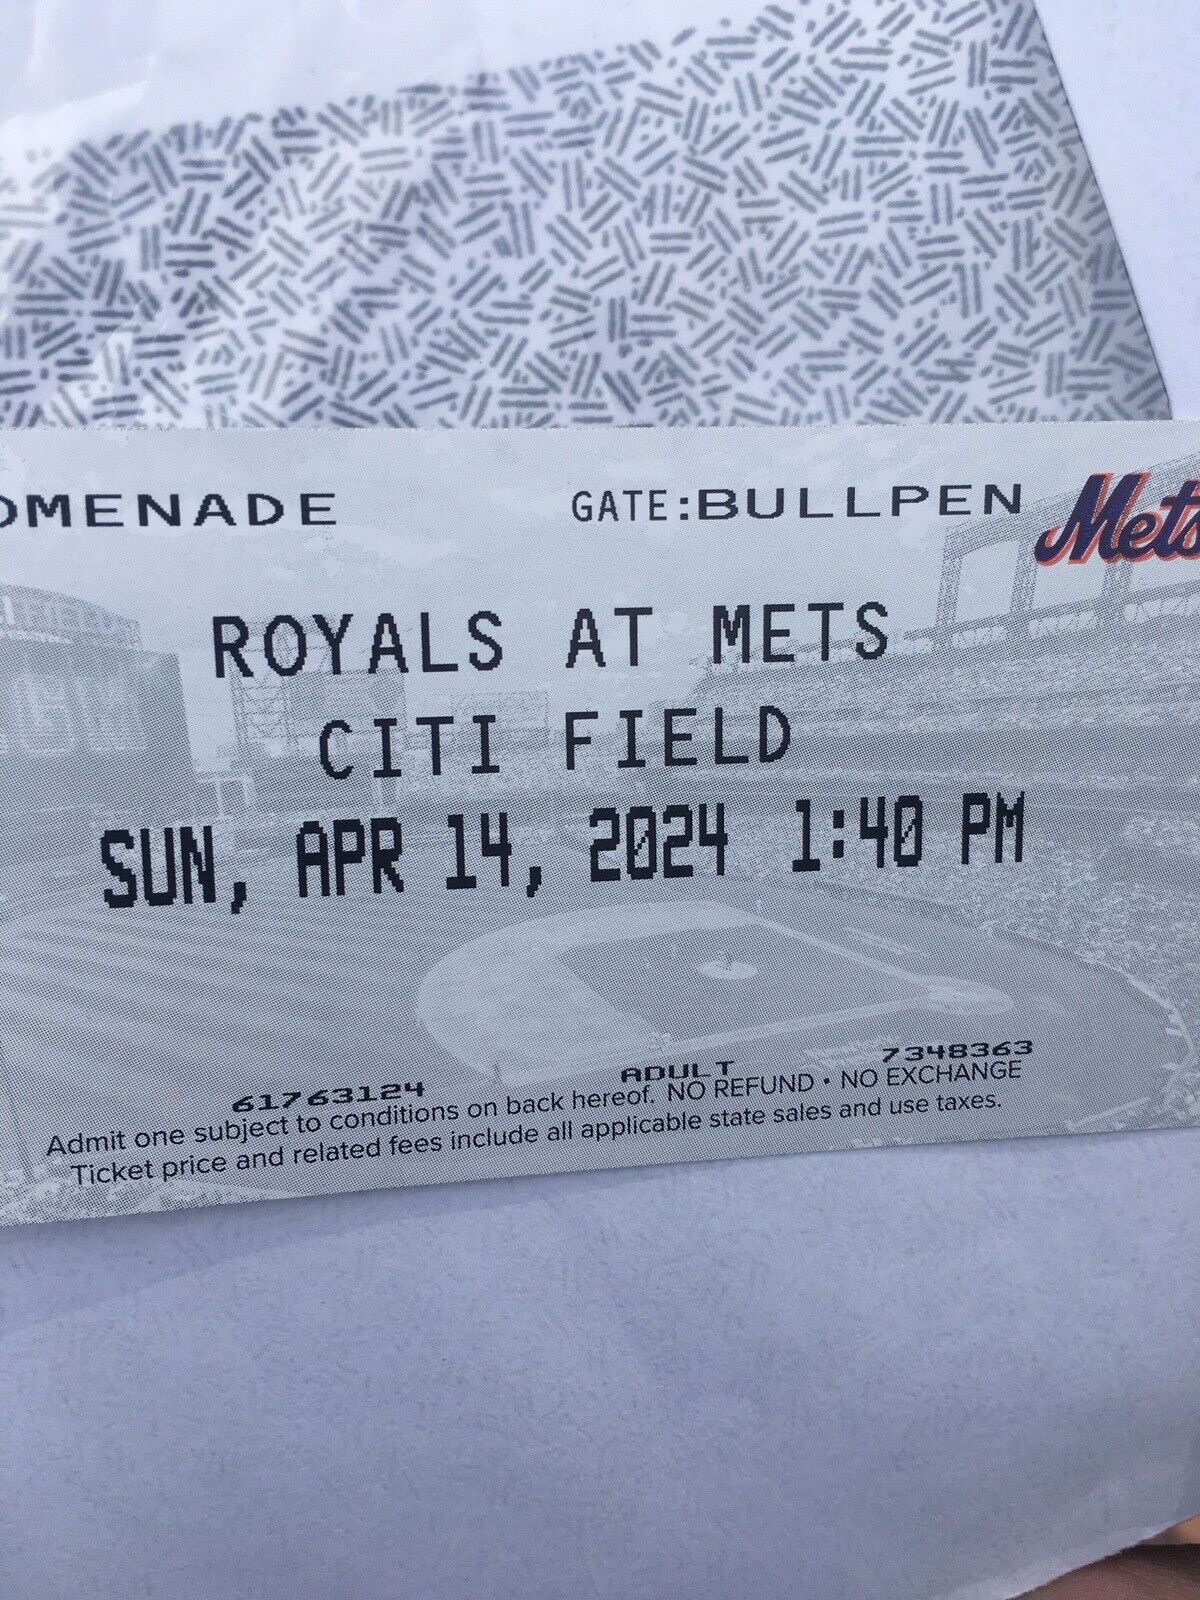 OMENADE GATE:BULLPEN Mets
ROYALS AT METS
CITI FIELD
SUN, APR 14, 2024 1:40 PM
61763124 ADULT 7348363
Admit one subject to conditions on back hereof. NO REFUND • NO EXCHANGE
Ticket price and related fees include all applicable state sales and use taxes.